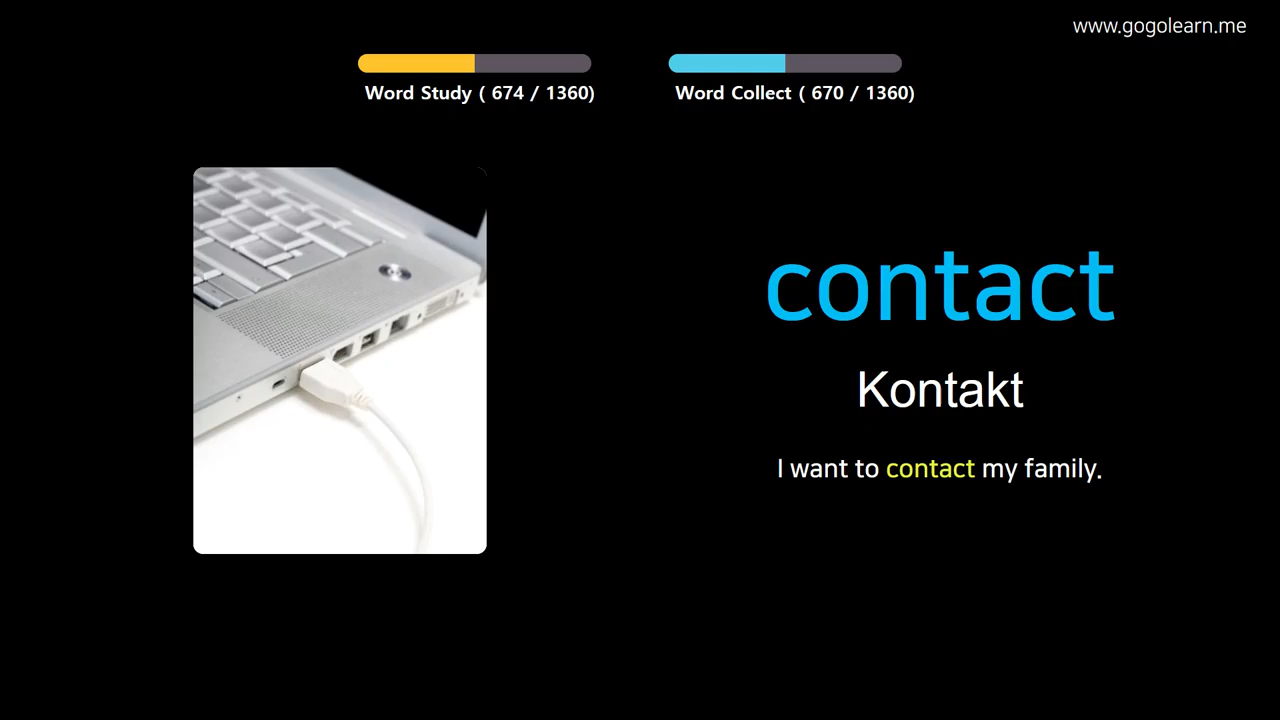 www.gogolearn.me
Word Study ( 674 / 1360)
Word Collect ( 670 / 1360)
contact
Kontakt
I want to contact my family.